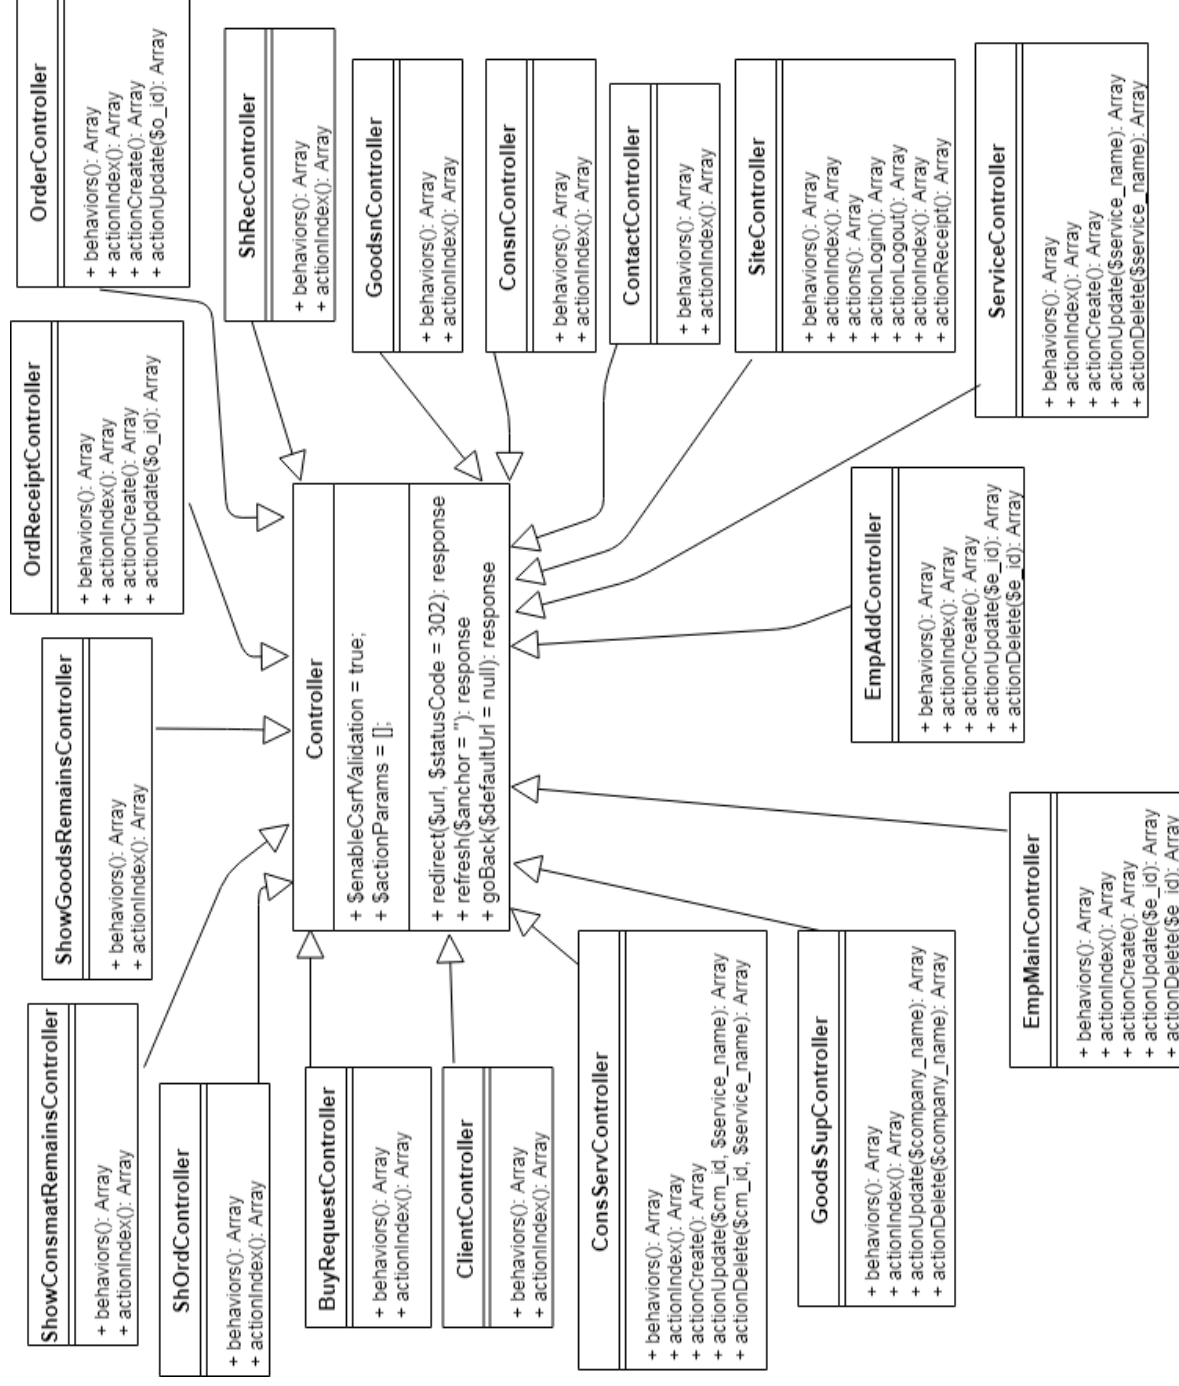 OrderController
+ behaviors(): Array
+ actionIndex(): Array
+ actionCreate(): Array
+ actionUpdate($o_id): Array
ShRecController
+ behaviors(): Array
+ actionIndex(): Array
GoodsnController
+ behaviors(): Array
+ actionIndex(): Array
ConsnController
+ behaviors(): Array
+ actionIndex(): Array
ContactController
+ behaviors(): Array
+ actionIndex(): Array
SiteController
+ behaviors(): Array
+ actionIndex(): Array
+ actions(): Array
+ actionLogin(): Array
+ actionLogout(): Array
+ actionIndex(): Array
+ actionReceipt(): Array
ServiceController
+ behaviors(): Array
+ actionIndex(): Array
+ actionCreate(): Array
+ actionUpdate($service_name): Array
+ actionDelete($service_name): Array
OrdReceiptController
+ behaviors(): Array
+ actionIndex(): Array
+ actionCreate(): Array
+ actionUpdate($o_id): Array
ShowGoodsRemainsController
+ behaviors(): Array
+ actionIndex(): Array
Controller
+ $enableCsrfValidation = true;
+ $actionParams = [];
+ redirect($url, $statusCode = 302): response
+ refresh($anchor = ''): response
+ goBack($defaultUrl = null): response
EmpAddController
+ behaviors(): Array
+ actionIndex(): Array
+ actionCreate(): Array
+ actionUpdate($e_id): Array
+ actionDelete($e_id): Array
ShowConsmatRemainsController
+ behaviors(): Array
+ actionIndex(): Array
ShOrdController
+ behaviors(): Array
+ actionIndex(): Array
BuyRequestController
+ behaviors(): Array
+ actionIndex(): Array
ClientController
+ behaviors(): Array
+ actionIndex(): Array
ConsServController
+ behaviors(): Array
+ actionIndex(): Array
+ actionCreate(): Array
+ actionUpdate($cm_id, $service_name): Array
+ actionDelete($cm_id, $service_name): Array
GoodsSupController
+ behaviors(): Array
+ actionIndex(): Array
+ actionUpdate($company_name): Array
+ actionDelete($company_name): Array
EmpMainController
+ behaviors(): Array
+ actionIndex(): Array
+ actionCreate(): Array
+ actionUpdate($e_id): Array
+ actionDelete($e_id): Array